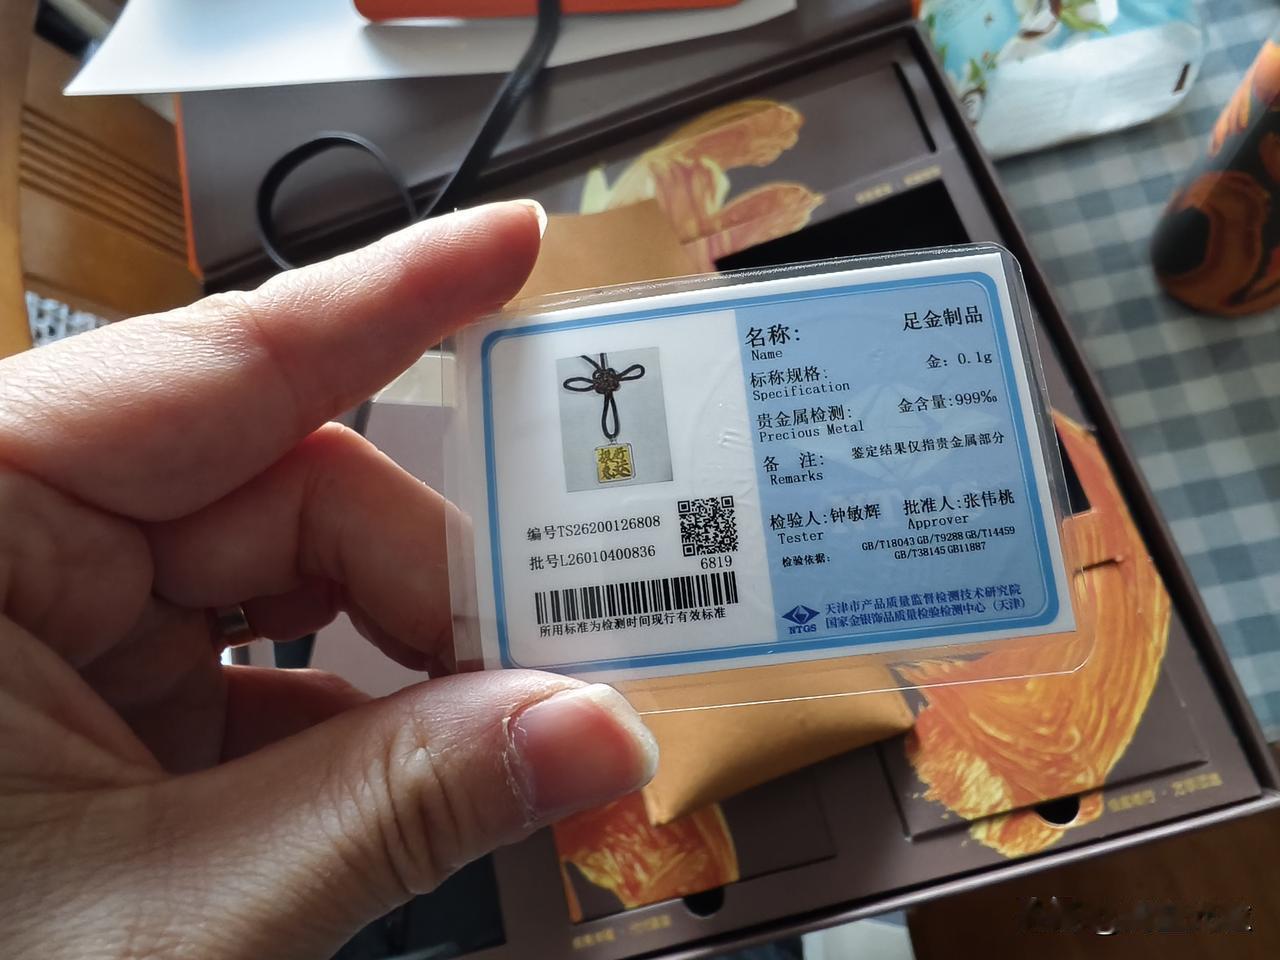 名称: 足金制品
Name
标称规格: 金: 0.1g
Specification
贵金属检测: 金含量:999‰
Precious Metal
备 注: 鉴定结果仅指贵金属部分
Remarks
检验人:钟敏辉 批准人:张伟桃
Tester Approver
检验依据: GB/T18043 GB/T9288 GB/T14459
GB/T38145 GB11887
NTGS
天津市产品质量监督检测技术研究院
国家金银饰品质量检验检测中心（天津）
编号TS26200126808
批号L26010400836
6819
所用标准为检测时间现行有效标准